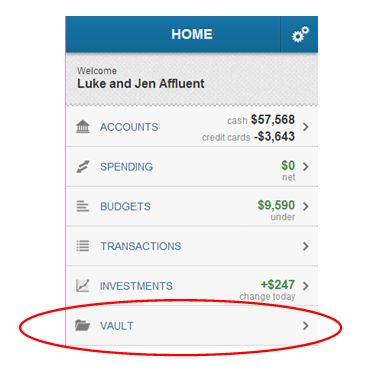 HOME
Welcome
Luke and Jen Affluent
ACCOUNTS cash $57,568
credit cards -$3,643
SPENDING $0
net
BUDGETS $9,590
under
TRANSACTIONS
INVESTMENTS +$247
change today
VAULT